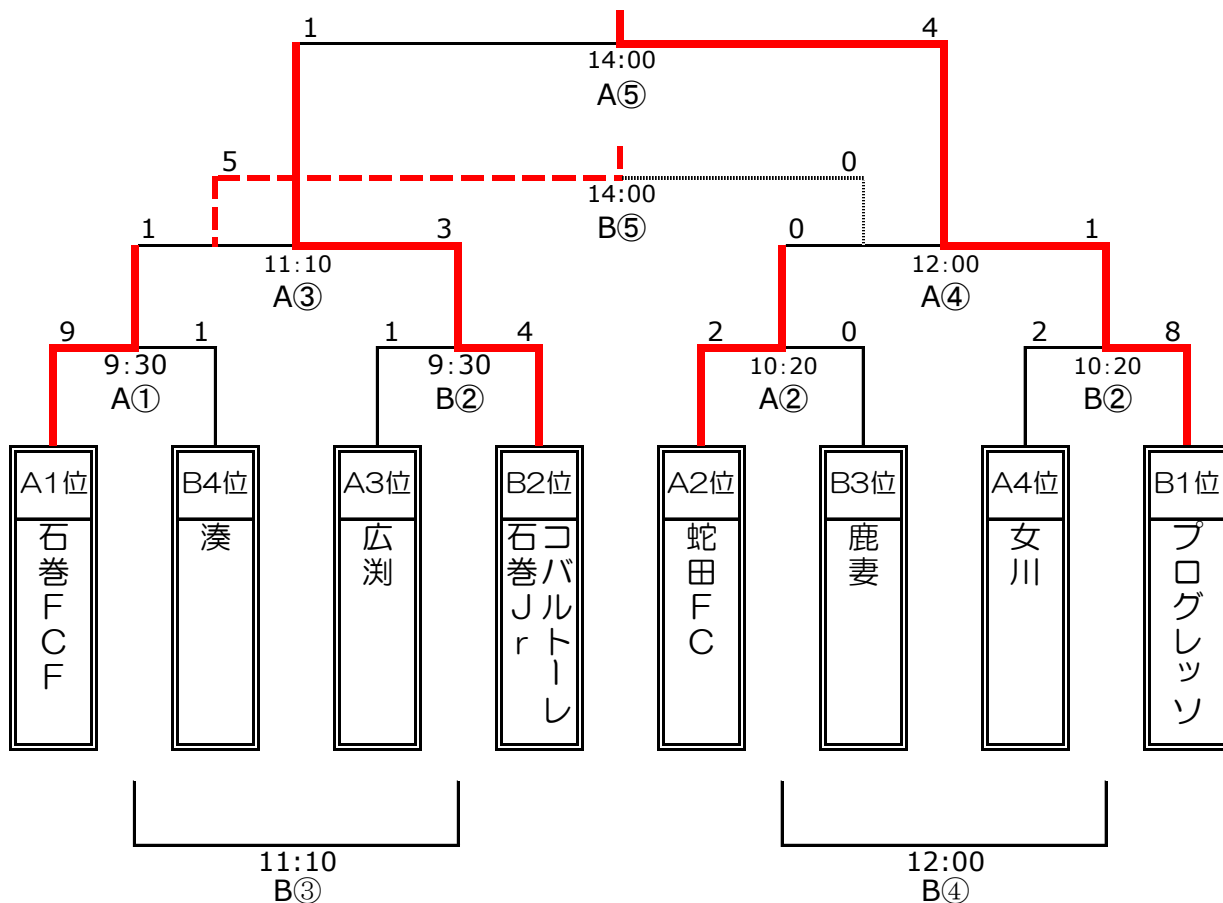 1 4
14:00
A⑤
5 0
14:00
B⑤
1 3 0 1
11:10 12:00
A③ A④
9 1 1 4 2 0 2 8
9:30 9:30 10:20 10:20
A① B② A② B②
A1位 B4位 A3位 B2位 A2位 B3位 A4位 B1位
石巻FCF
湊
広渕
コバルトーレ
石巻Jr
蛇田FC
鹿妻
女川
プログレッソ
11:10 12:00
B③ B④